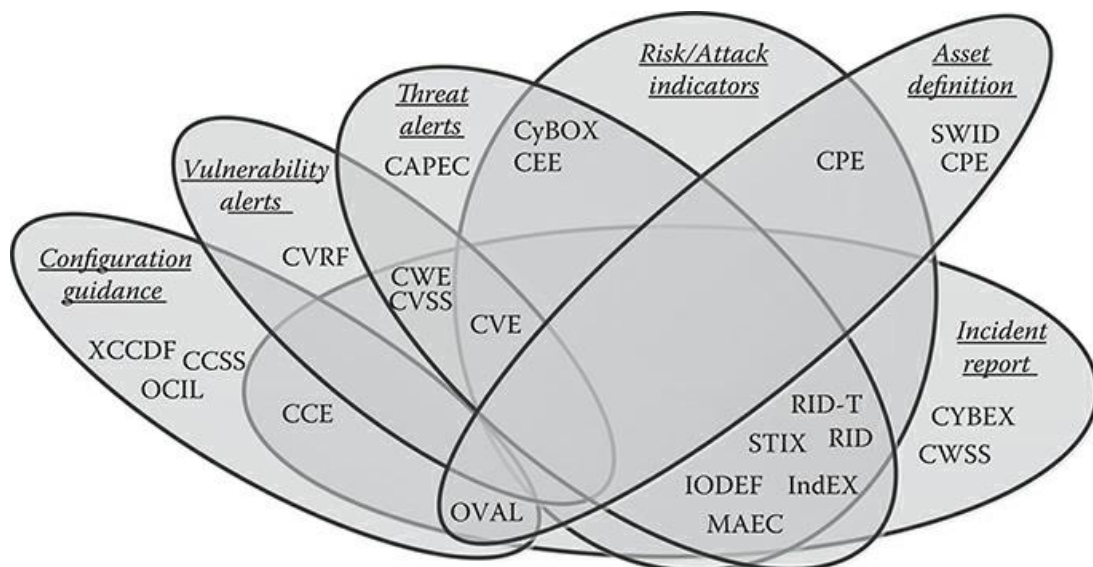 Risk/Attack
indicators
Asset
definition
Threat
alerts
CyBOX
CEE
SWID
CPE
CPE
CAPEC
Vulnerability
alerts
CVRF
CWE
CVSS
CVE
Configuration
guidance
XCCDF
CCSS
OCIL
CCE
Incident
report
CYBEX
CWSS
RID-T
STIX
RID
IODEF
IndEX
MAEC
OVAL